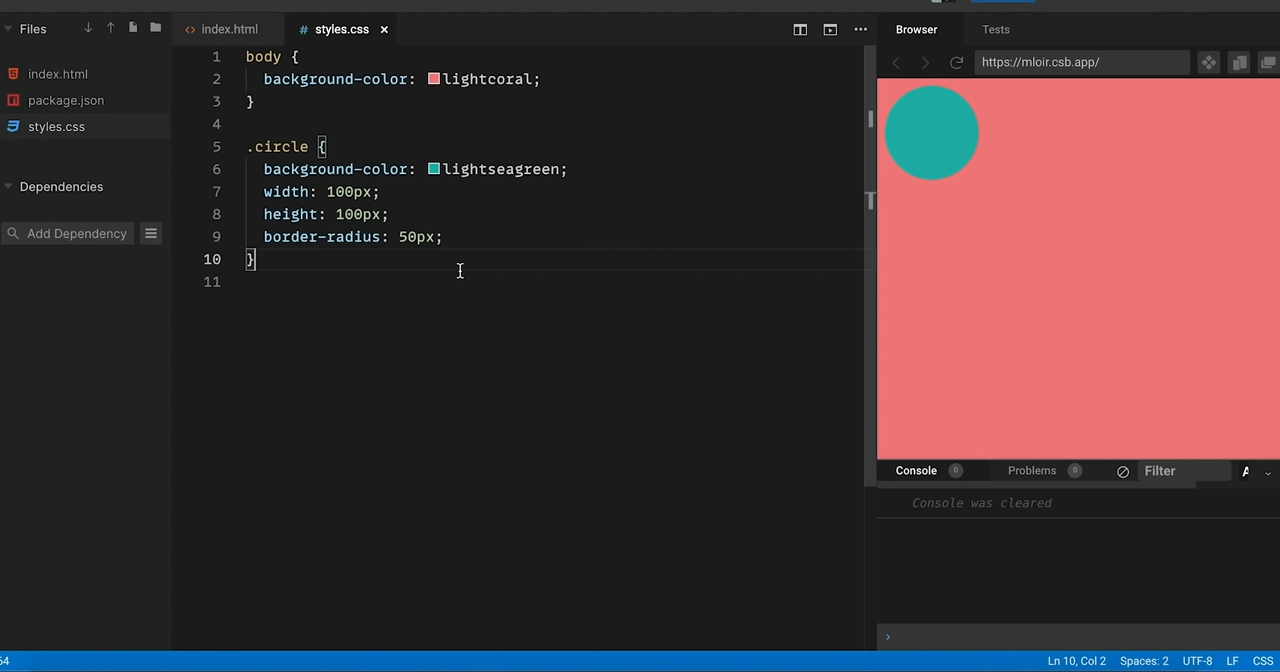 Files
index.html
package.json
styles.css
Dependencies
Add Dependency
index.html
# styles.css ×
1 body {
2 background-color: lightcoral;
3 }
4
5 .circle {
6 background-color: lightseagreen;
7 width: 100px;
8 height: 100px;
9 border-radius: 50px;
10 }
11
Browser Tests
https://mloir.csb.app/
Console 0 Problems 0 Filter
Console was cleared
›
64 Ln 10, Col 2 Spaces: 2 UTF-8 LF CSS